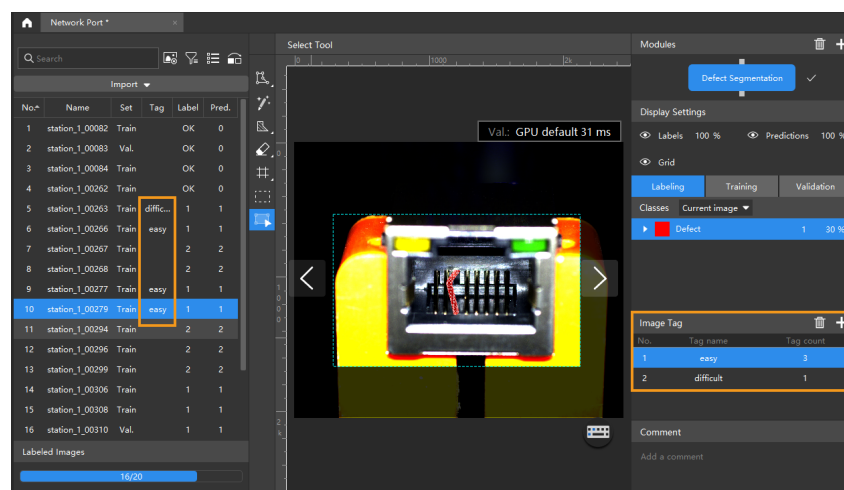 Network Port *
×
Select Tool
Modules
Search
Import
0
1000
2k
Defect Segmentation
No. Name Set Tag Label Pred.
Display Settings
1 station_1_00082 Train OK 0
Val.: GPU default 31 ms
Labels 100 % Predictions 100 %
2 station_1_00083 Val. OK 0
3 station_1_00084 Train OK 0
Grid
4 station_1_00262 Train OK 0
Labeling Training Validation
5 station_1_00263 Train diffic... 1 1
Classes Current image
6 station_1_00266 Train easy 1 1
Defect 1 30 %
7 station_1_00267 Train 2 2
8 station_1_00268 Train 2 2
9 station_1_00277 Train easy 1 1
10 station_1_00279 Train easy 1 1
11 station_1_00294 Train 2 2
Image Tag
12 station_1_00296 Train 2 2
No. Tag name Tag count
13 station_1_00299 Train 2 2
1 easy 3
14 station_1_00306 Train 1 1
2 difficult 1
15 station_1_00308 Train 1 1
16 station_1_00310 Val. 1 1
Comment
Labeled Images
Add a comment
16/20